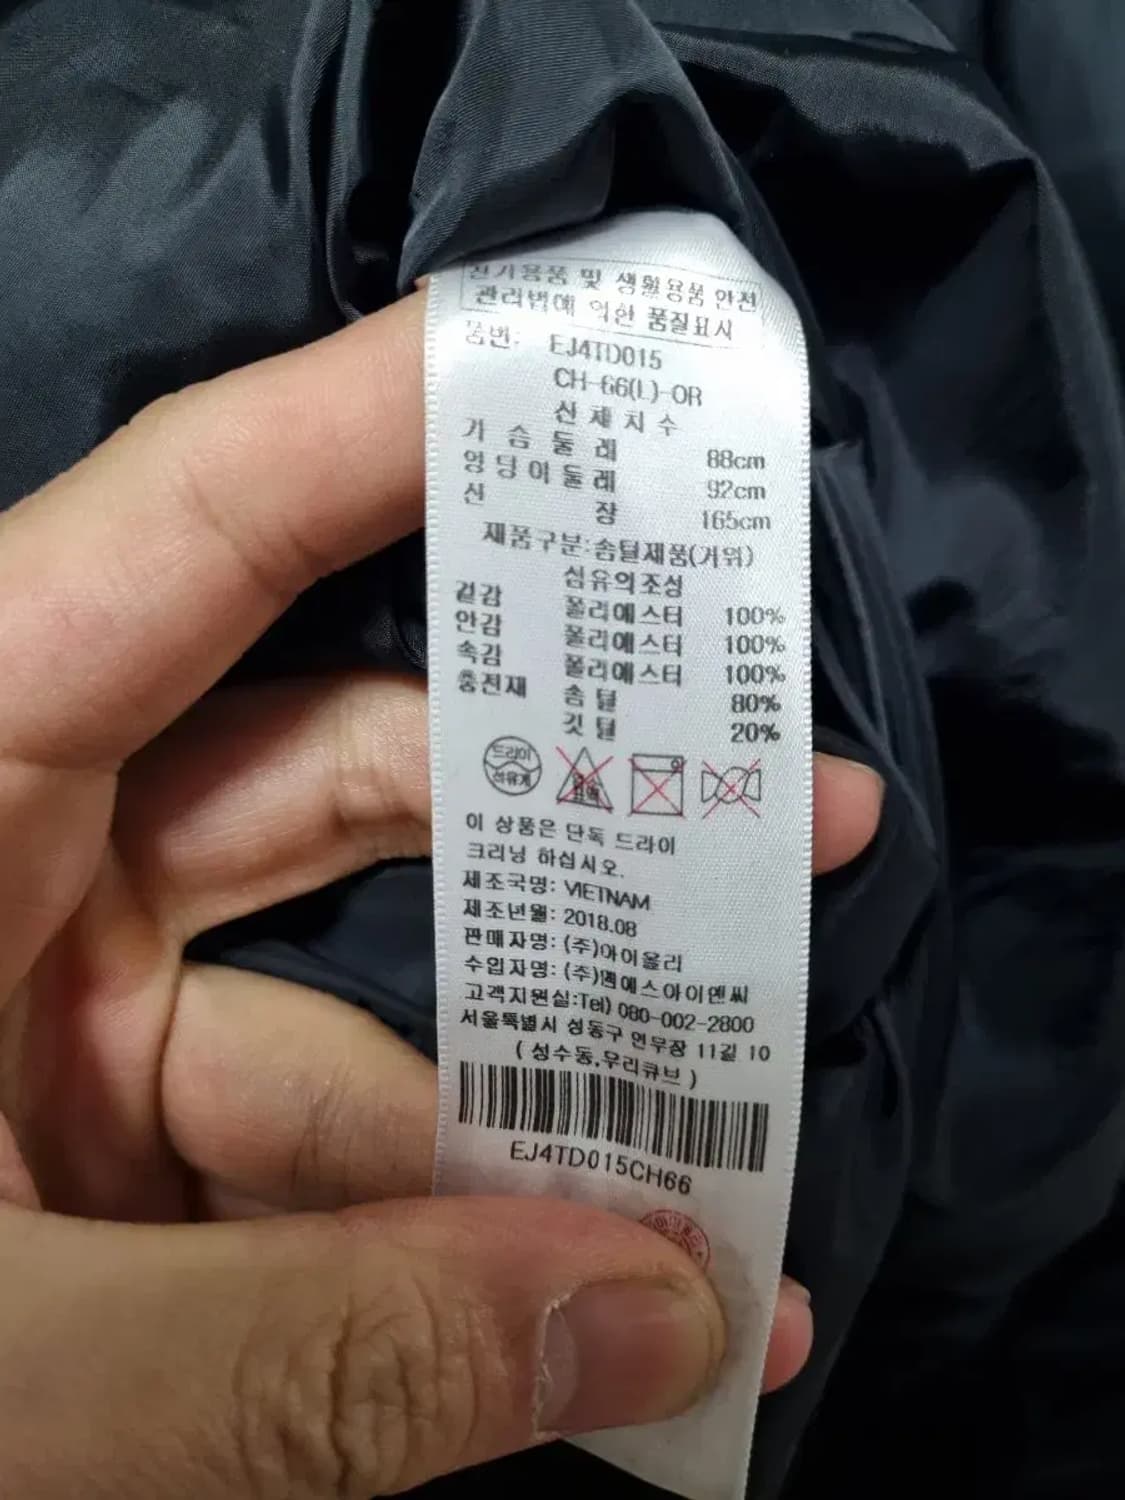 전기용품 및 생활용품 안전
관리법에 의한 품질표시
품번: EJ4TD015
CH-66(L)-OR
신체치수
가슴둘레 88cm
엉덩이둘레 92cm
신장 165cm
제품구분:솜털제품(거위)
섬유의조성
겉감 폴리에스터 100%
안감 폴리에스터 100%
속감 폴리에스터 100%
충전재 솜털 80%
깃털 20%
드라이
석유계
염소
표백
이 상품은 단독 드라이
크리닝 하십시오.
제조국명: VIETNAM
제조년월: 2018.08
판매자명: (주)아이올리
수입자명: (주)엠에스아이엔씨
고객지원실:Tel) 080-002-2800
서울특별시 성동구 연무장 11길 10
( 성수동,우리큐브 )
EJ4TD015CH66